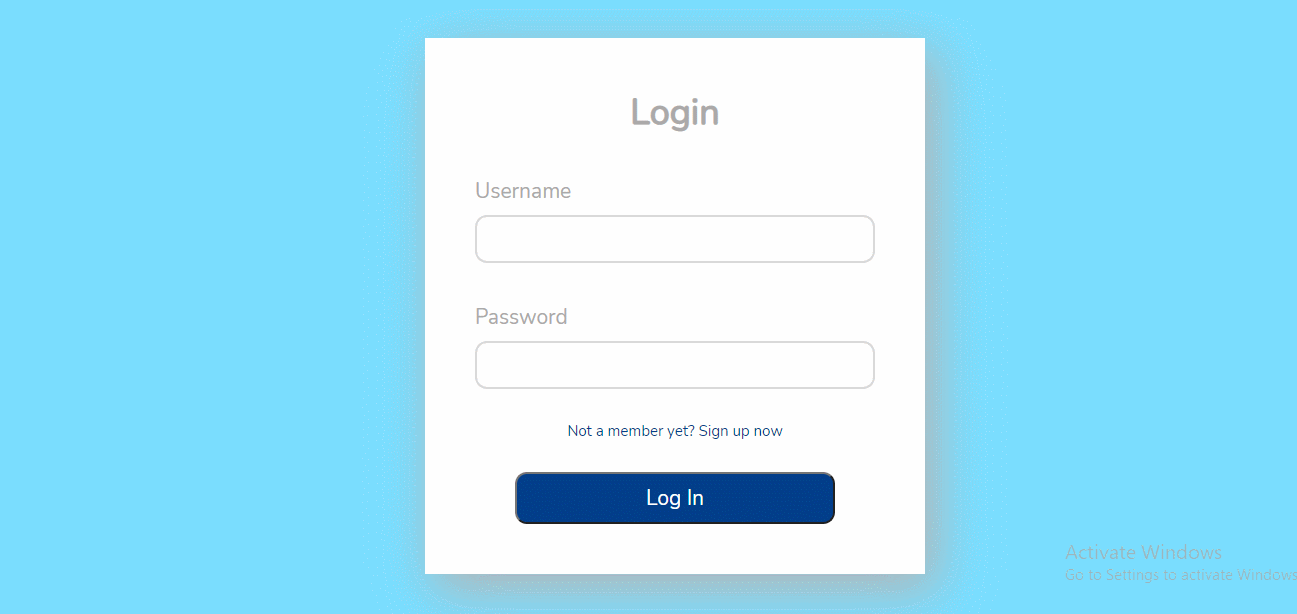 Login
Username
Password
Not a member yet? Sign up now
Log In
Activate Windows
Go to Settings to activate Windows